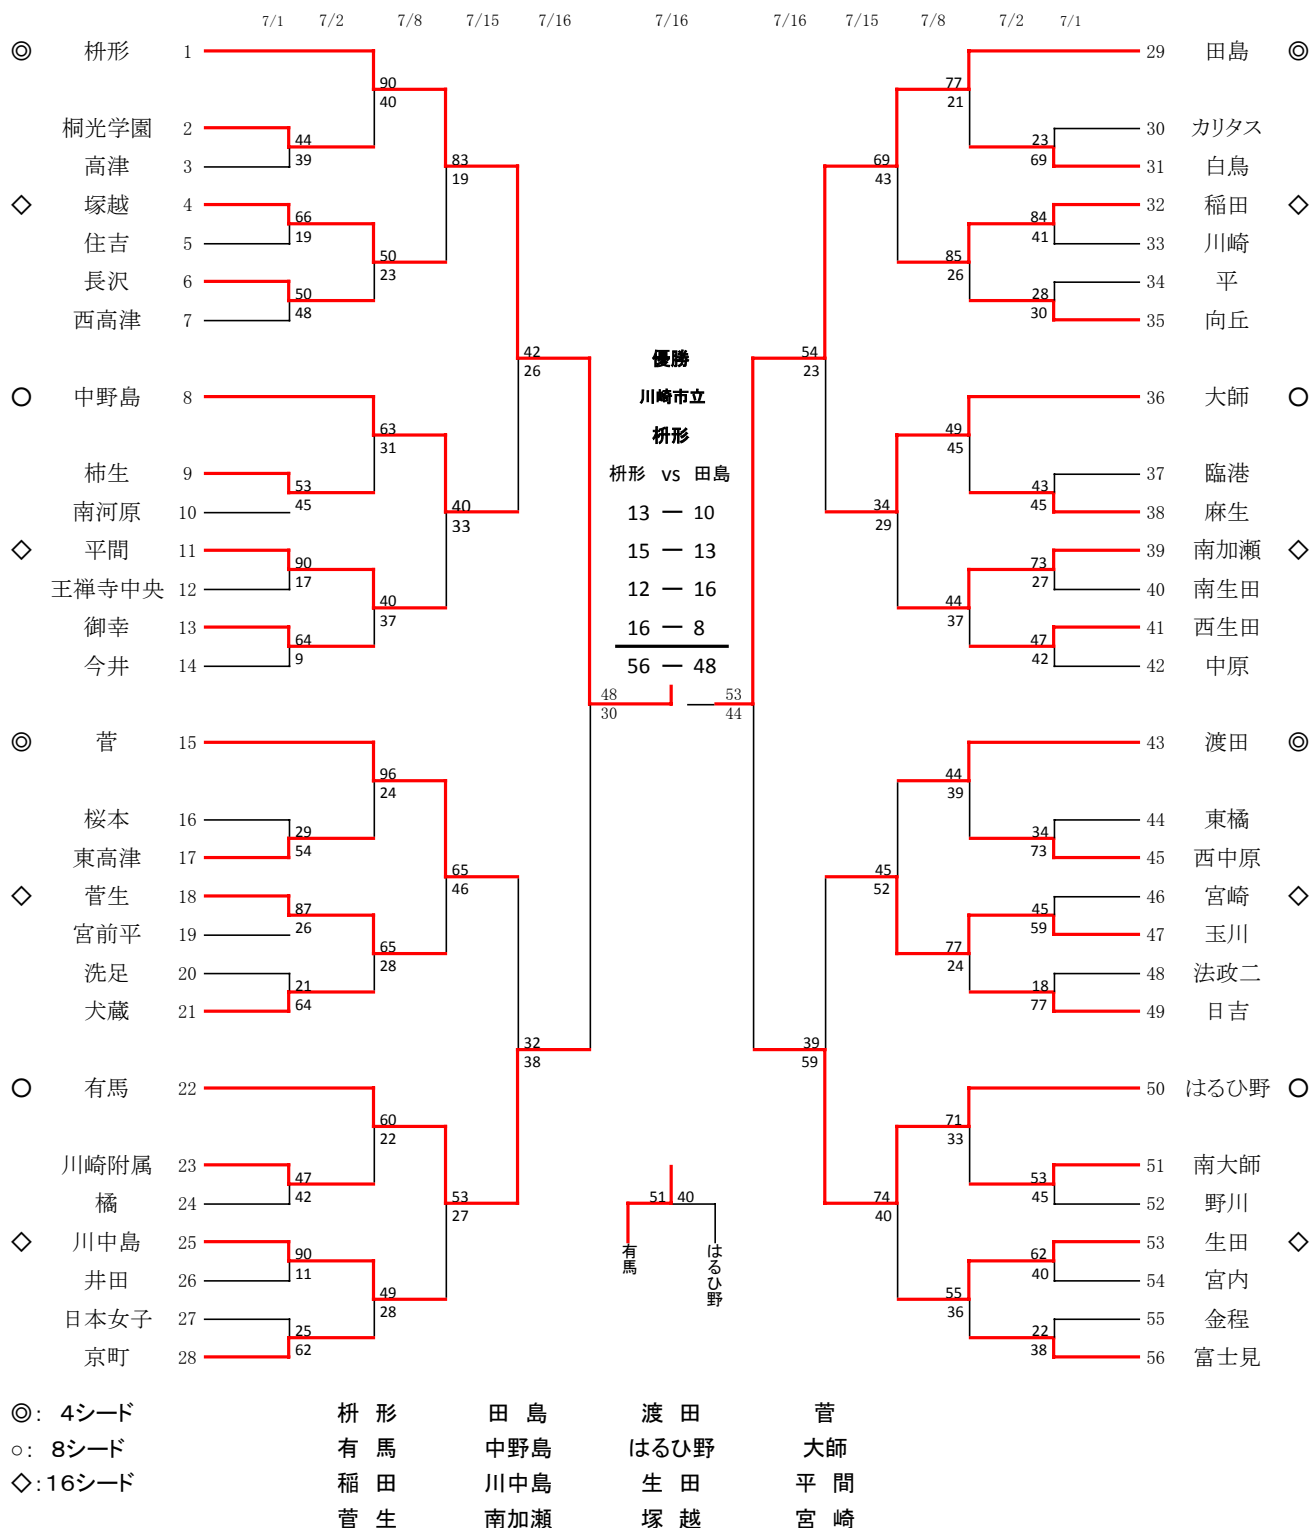 7/1 7/2 7/8 7/15 7/16 7/16 7/16 7/15 7/8 7/2 7/1
◎ 枡形 1
90
40
桐光学園 2
44
39
高津 3
83
19
◇ 塚越 4
66
19
住吉 5
50
23
長沢 6
50
48
西高津 7
42
26
○ 中野島 8
63
31
柿生 9
53
45
南河原 10
40
33
◇ 平間 11
90
17
王禅寺中央 12
40
37
御幸 13
64
9
今井 14
48
30
◎ 菅 15
96
24
桜本 16
29
54
東高津 17
65
46
◇ 菅生 18
87
26
宮前平 19
65
28
洗足 20
21
64
犬蔵 21
32
38
○ 有馬 22
60
22
川崎附属 23
47
42
橘 24
53
27
◇ 川中島 25
90
11
井田 26
49
28
日本女子 27
25
62
京町 28
優勝
川崎市立
枡形
枡形 vs 田島
13 ー 10
15 ー 13
12 ー 16
16 ー 8
56 ー 48
51 40
有馬
はるひ野
29 田島 ◎
77
21
30 カリタス
23
69
31 白鳥
69
43
32 稲田 ◇
84
41
33 川崎
85
26
34 平
28
30
35 向丘
54
23
36 大師 ○
49
45
37 臨港
43
45
38 麻生
34
29
39 南加瀬 ◇
73
27
40 南生田
44
37
41 西生田
47
42
42 中原
53
44
43 渡田 ◎
44
39
44 東橘
34
73
45 西中原
45
52
46 宮崎 ◇
45
59
47 玉川
77
24
48 法政二
18
77
49 日吉
39
59
50 はるひ野 ○
71
33
51 南大師
53
45
52 野川
74
40
53 生田 ◇
62
40
54 宮内
55
36
55 金程
22
38
56 富士見
◎： 4シード 枡 形 田 島 渡 田 菅
○： 8シード 有 馬 中野島 はるひ野 大師
◇：16シード 稲 田 川中島 生 田 平 間
菅 生 南加瀬 塚 越 宮 崎